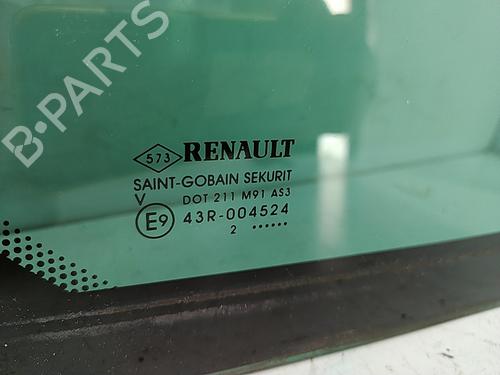 B-PARTS
573 RENAULT
SAINT-GOBAIN SEKURIT
V DOT 211 M91 AS3
E9 43R-004524
2 ......